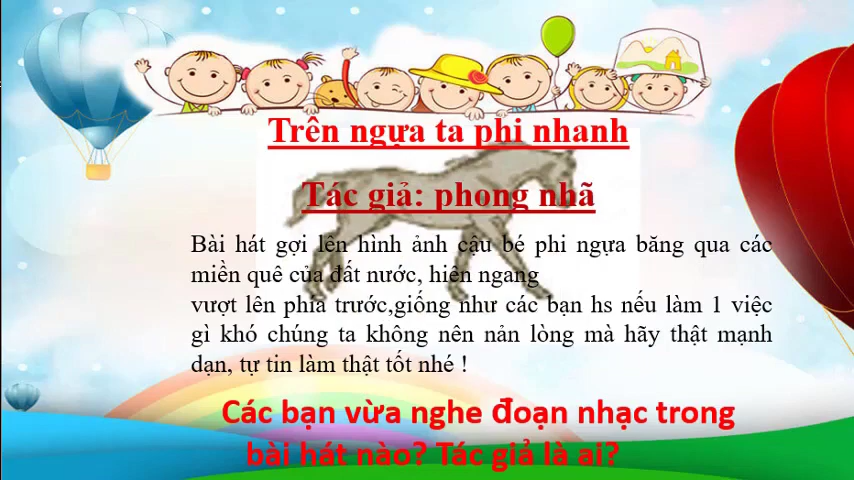 Trên ngựa ta phi nhanh
Tác giả: phong nhã
Bài hát gợi lên hình ảnh cậu bé phi ngựa băng qua các
miền quê của đất nước, hiên ngang
vượt lên phía trước,giống như các bạn hs nếu làm 1 việc
gì khó chúng ta không nên nản lòng mà hãy thật mạnh
dạn, tự tin làm thật tốt nhé !
Các bạn vừa nghe đoạn nhạc trong
bài hát nào? Tác giả là ai?